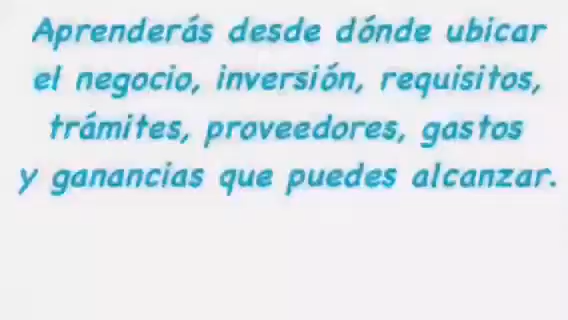 Aprenderás desde dónde ubicar
el negocio, inversión, requisitos,
trámites, proveedores, gastos
y ganancias que puedes alcanzar.